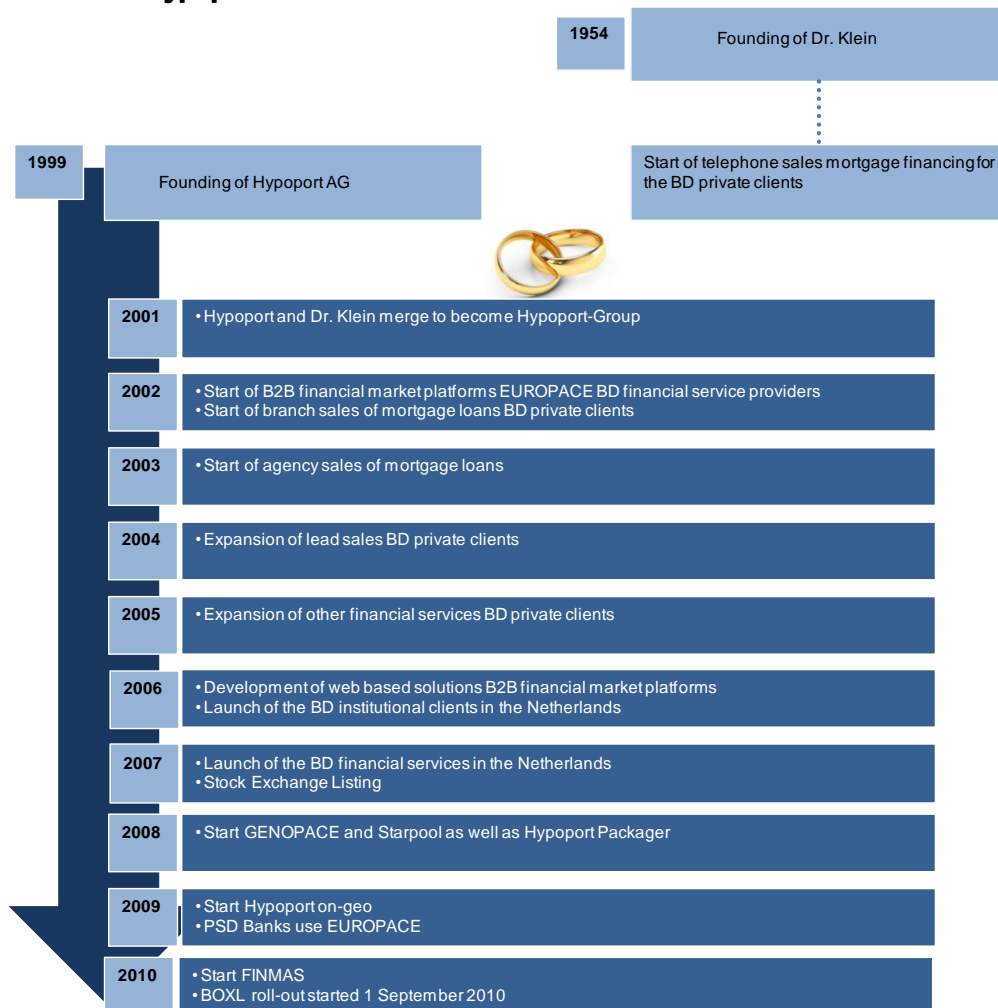 1954
Founding of Dr. Klein
1999
Founding of Hypoport AG
Start of telephone sales mortgage financing for
the BD private clients
2001
• Hypoport and Dr. Klein merge to become Hypoport-Group
2002
• Start of B2B financial market platforms EUROPACE BD financial service providers
• Start of branch sales of mortgage loans BD private clients
2003
• Start of agency sales of mortgage loans
2004
• Expansion of lead sales BD private clients
2005
• Expansion of other financial services BD private clients
2006
• Development of web based solutions B2B financial market platforms
• Launch of the BD institutional clients in the Netherlands
2007
• Launch of the BD financial services in the Netherlands
• Stock Exchange Listing
2008
• Start GENOPACE and Starpool as well as Hypoport Packager
2009
• Start Hypoport on-geo
• PSD Banks use EUROPACE
2010
• Start FINMAS
• BOXL roll-out started 1 September 2010